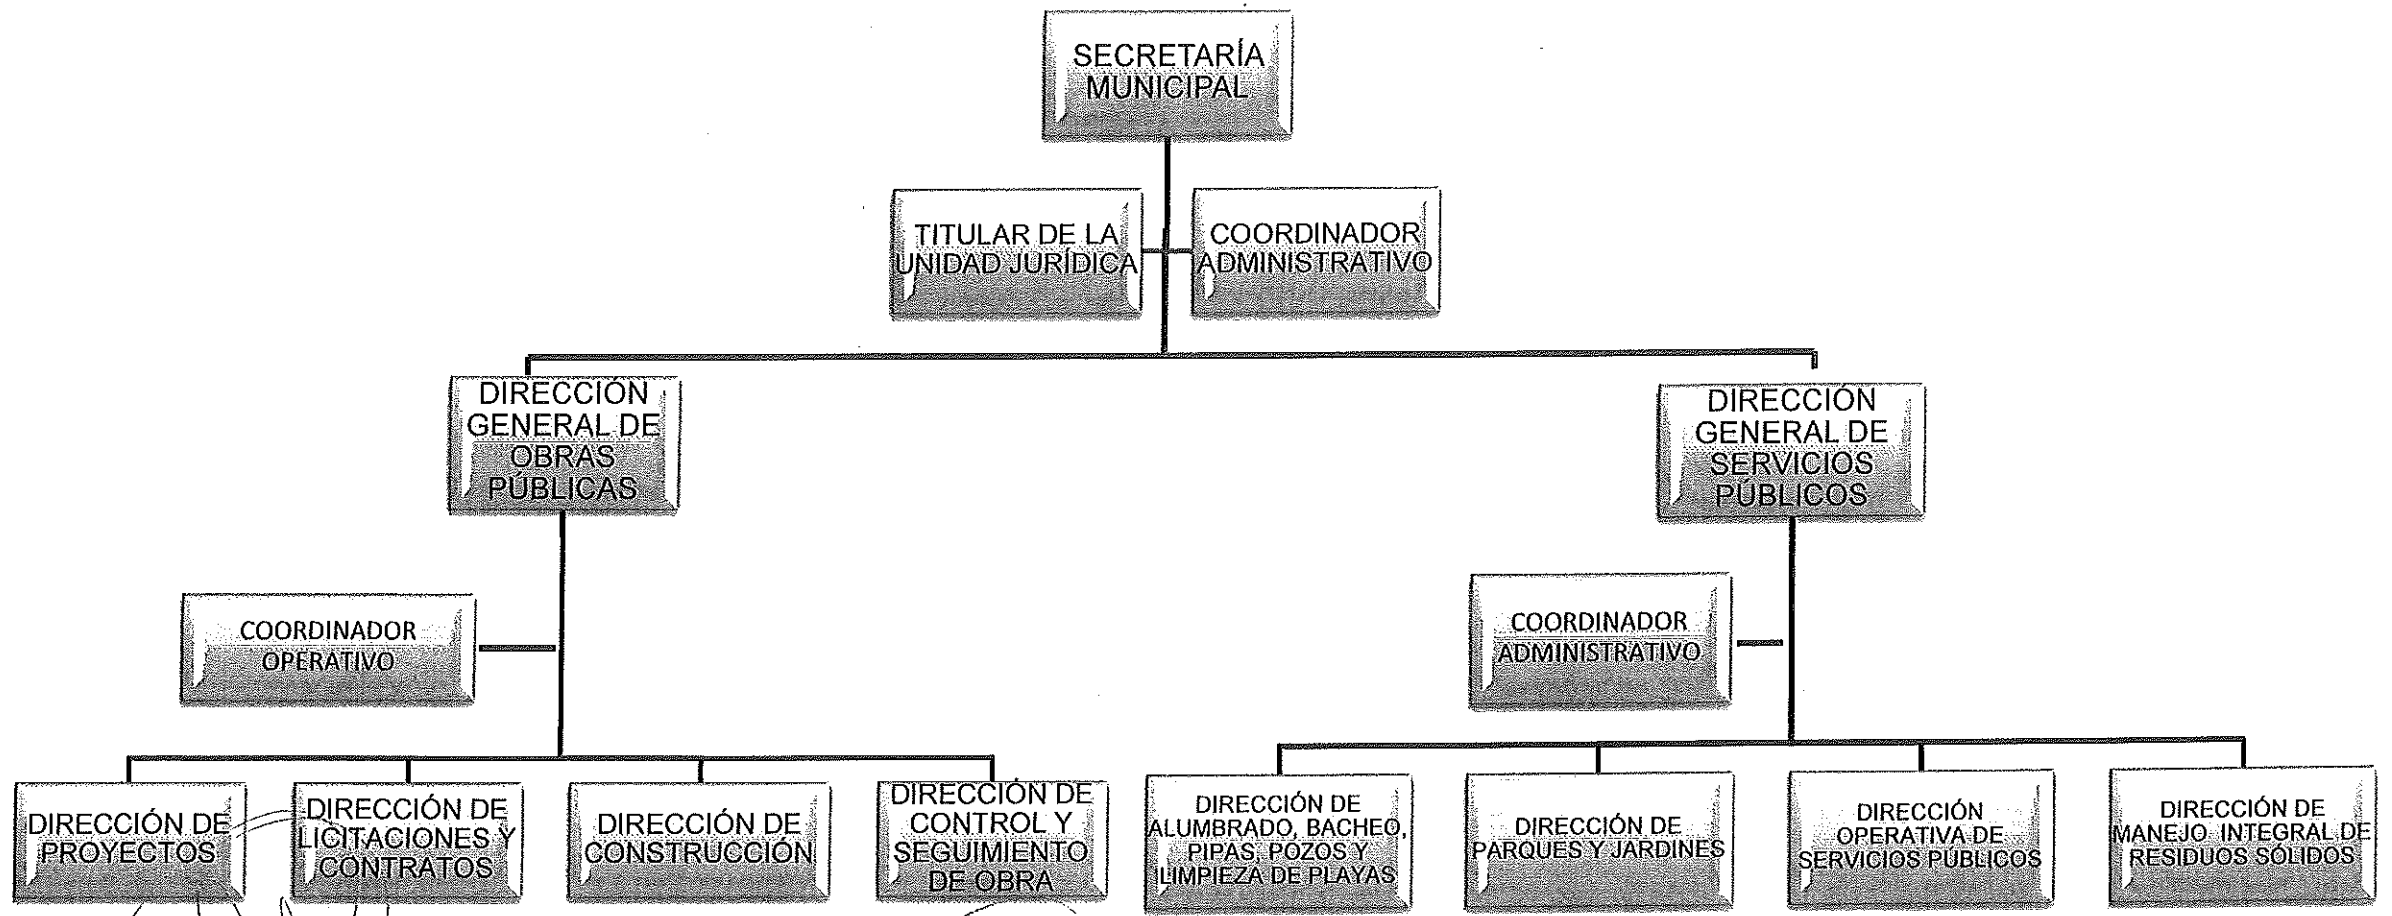 SECRETARÍA
MUNICIPAL
TITULAR DE LA
UNIDAD JURÍDICA
COORDINADOR
ADMINISTRATIVO
DIRECCIÓN
GENERAL DE
OBRAS
PÚBLICAS
DIRECCIÓN
GENERAL DE
SERVICIOS
PÚBLICOS
COORDINADOR
OPERATIVO
COORDINADOR
ADMINISTRATIVO
DIRECCIÓN DE
PROYECTOS
DIRECCIÓN DE
LICITACIONES Y
CONTRATOS
DIRECCIÓN DE
CONSTRUCCIÓN
DIRECCIÓN DE
CONTROL Y
SEGUIMIENTO
DE OBRA
DIRECCIÓN DE
ALUMBRADO, BACHEO,
PIPAS, POZOS Y
LIMPIEZA DE PLAYAS
DIRECCIÓN DE
PARQUES Y JARDINES
DIRECCIÓN
OPERATIVA DE
SERVICIOS PÚBLICOS
DIRECCIÓN DE
MANEJO INTEGRAL DE
RESIDUOS SÓLIDOS